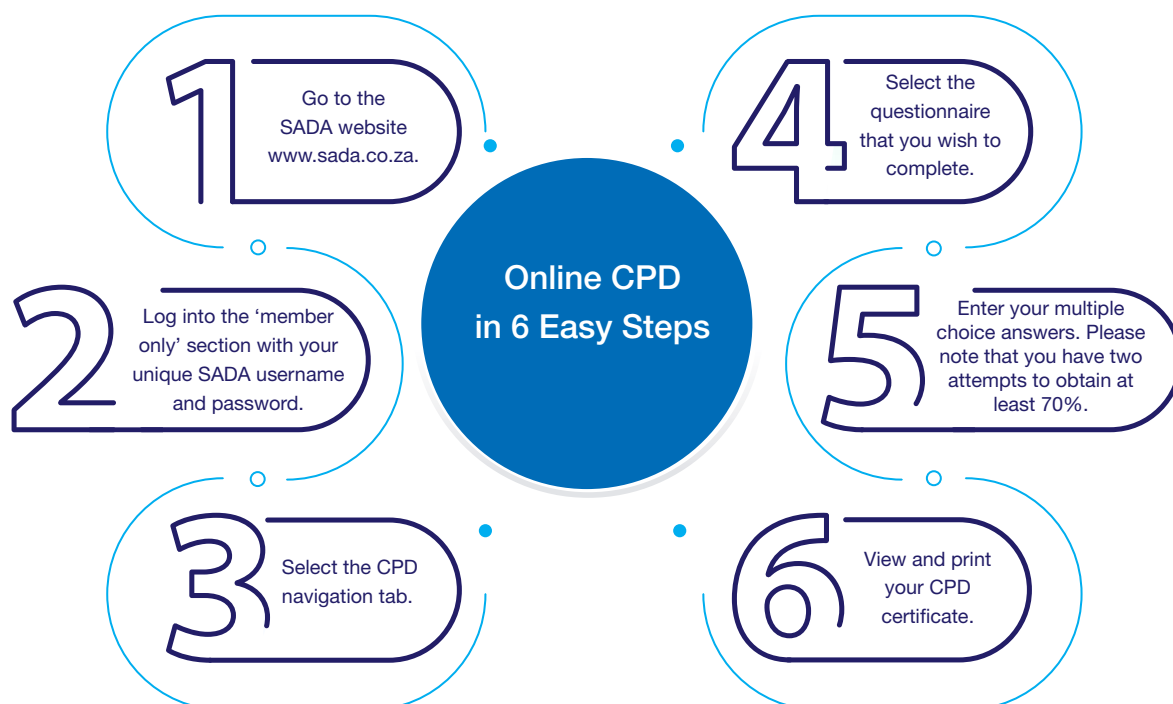 Online CPD
in 6 Easy Steps
1
Go to the
SADA website
www.sada.co.za.
2
Log into the ‘member
only’ section with your
unique SADA username
and password.
3
Select the CPD
navigation tab.
4
Select the
questionnaire
that you wish to
complete.
5
Enter your multiple
choice answers. Please
note that you have two
attempts to obtain at
least 70%.
6
View and print
your CPD
certificate.